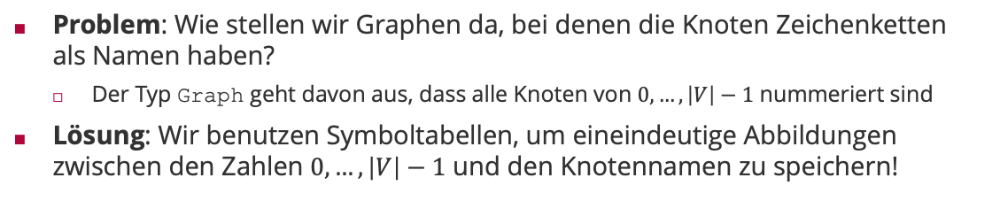 Problem: Wie stellen wir Graphen da, bei denen die Knoten Zeichenketten
als Namen haben?
Der Typ Graph geht davon aus, dass alle Knoten von 0, … , |V| − 1 nummeriert sind
Lösung: Wir benutzen Symboltabellen, um eineindeutige Abbildungen
zwischen den Zahlen 0, … , |V| − 1 und den Knotennamen zu speichern!